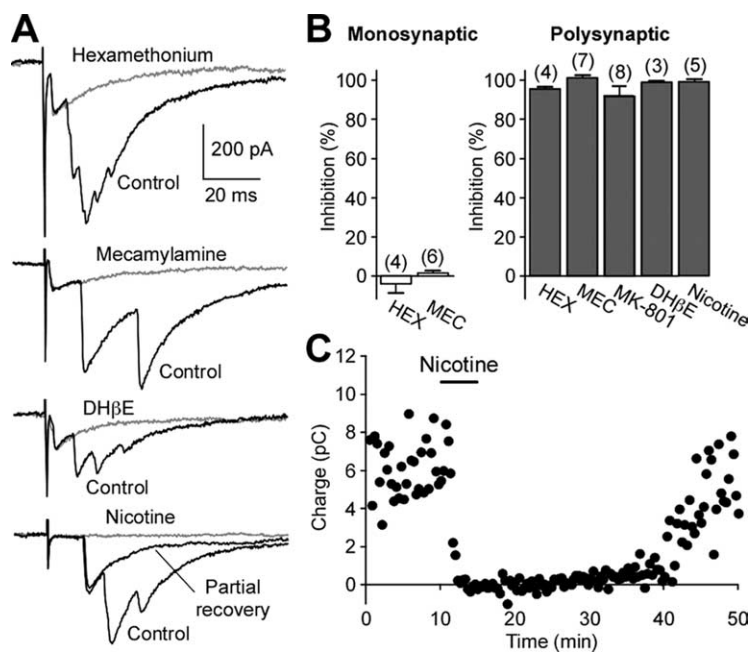 A
Hexamethonium
200 pA
20 ms
Control
Mecamylamine
Control
DHβE
Control
Nicotine
Partial
recovery
Control
B
Monosynaptic
Inhibition (%)
100
80
60
40
20
0
(4)
(6)
HEX
MEC
Polysynaptic
Inhibition (%)
100
80
60
40
20
0
(4)
(7)
(8)
(3)
(5)
HEX
MEC
MK-801
DHβE
Nicotine
C
Nicotine
Charge (pC)
12
10
8
6
4
2
0
0 10 20 30 40 50
Time (min)